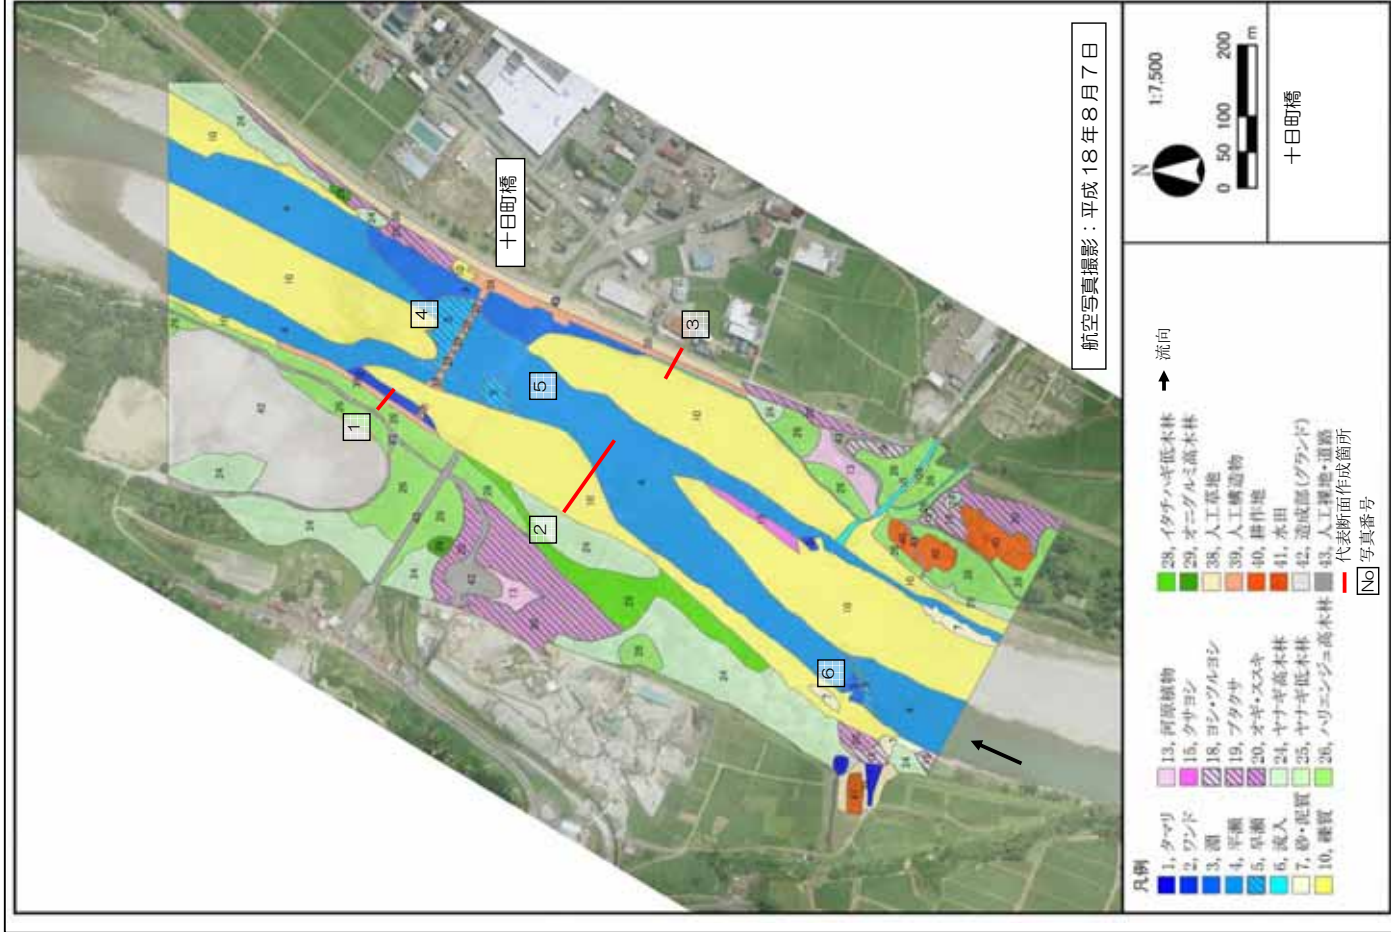 十日町橋
1
2
3
4
5
6
航空写真撮影：平成18年8月7日
N
1:7,500
0 50 100 200 m
十日町橋
凡例
1, タマリ
2, ワンド
3, 淵
4, 平瀬
5, 早瀬
6, 流入
7, 砂・泥質
10, 礫質
13, 河原植物
15, クサヨシ
18, ヨシ・ツルヨシ
19, ブタクサ
20, オギ・ススキ
24, ヤナギ高木林
25, ヤナギ低木林
26, ハリエンジュ高木林
28, イタチハギ低木林
29, オニグルミ高木林
38, 人工草地
39, 人工構造物
40, 耕作地
41, 水田
42, 造成部(グランド)
43, 人工裸地・道路
流向
代表断面作成箇所
No 写真番号